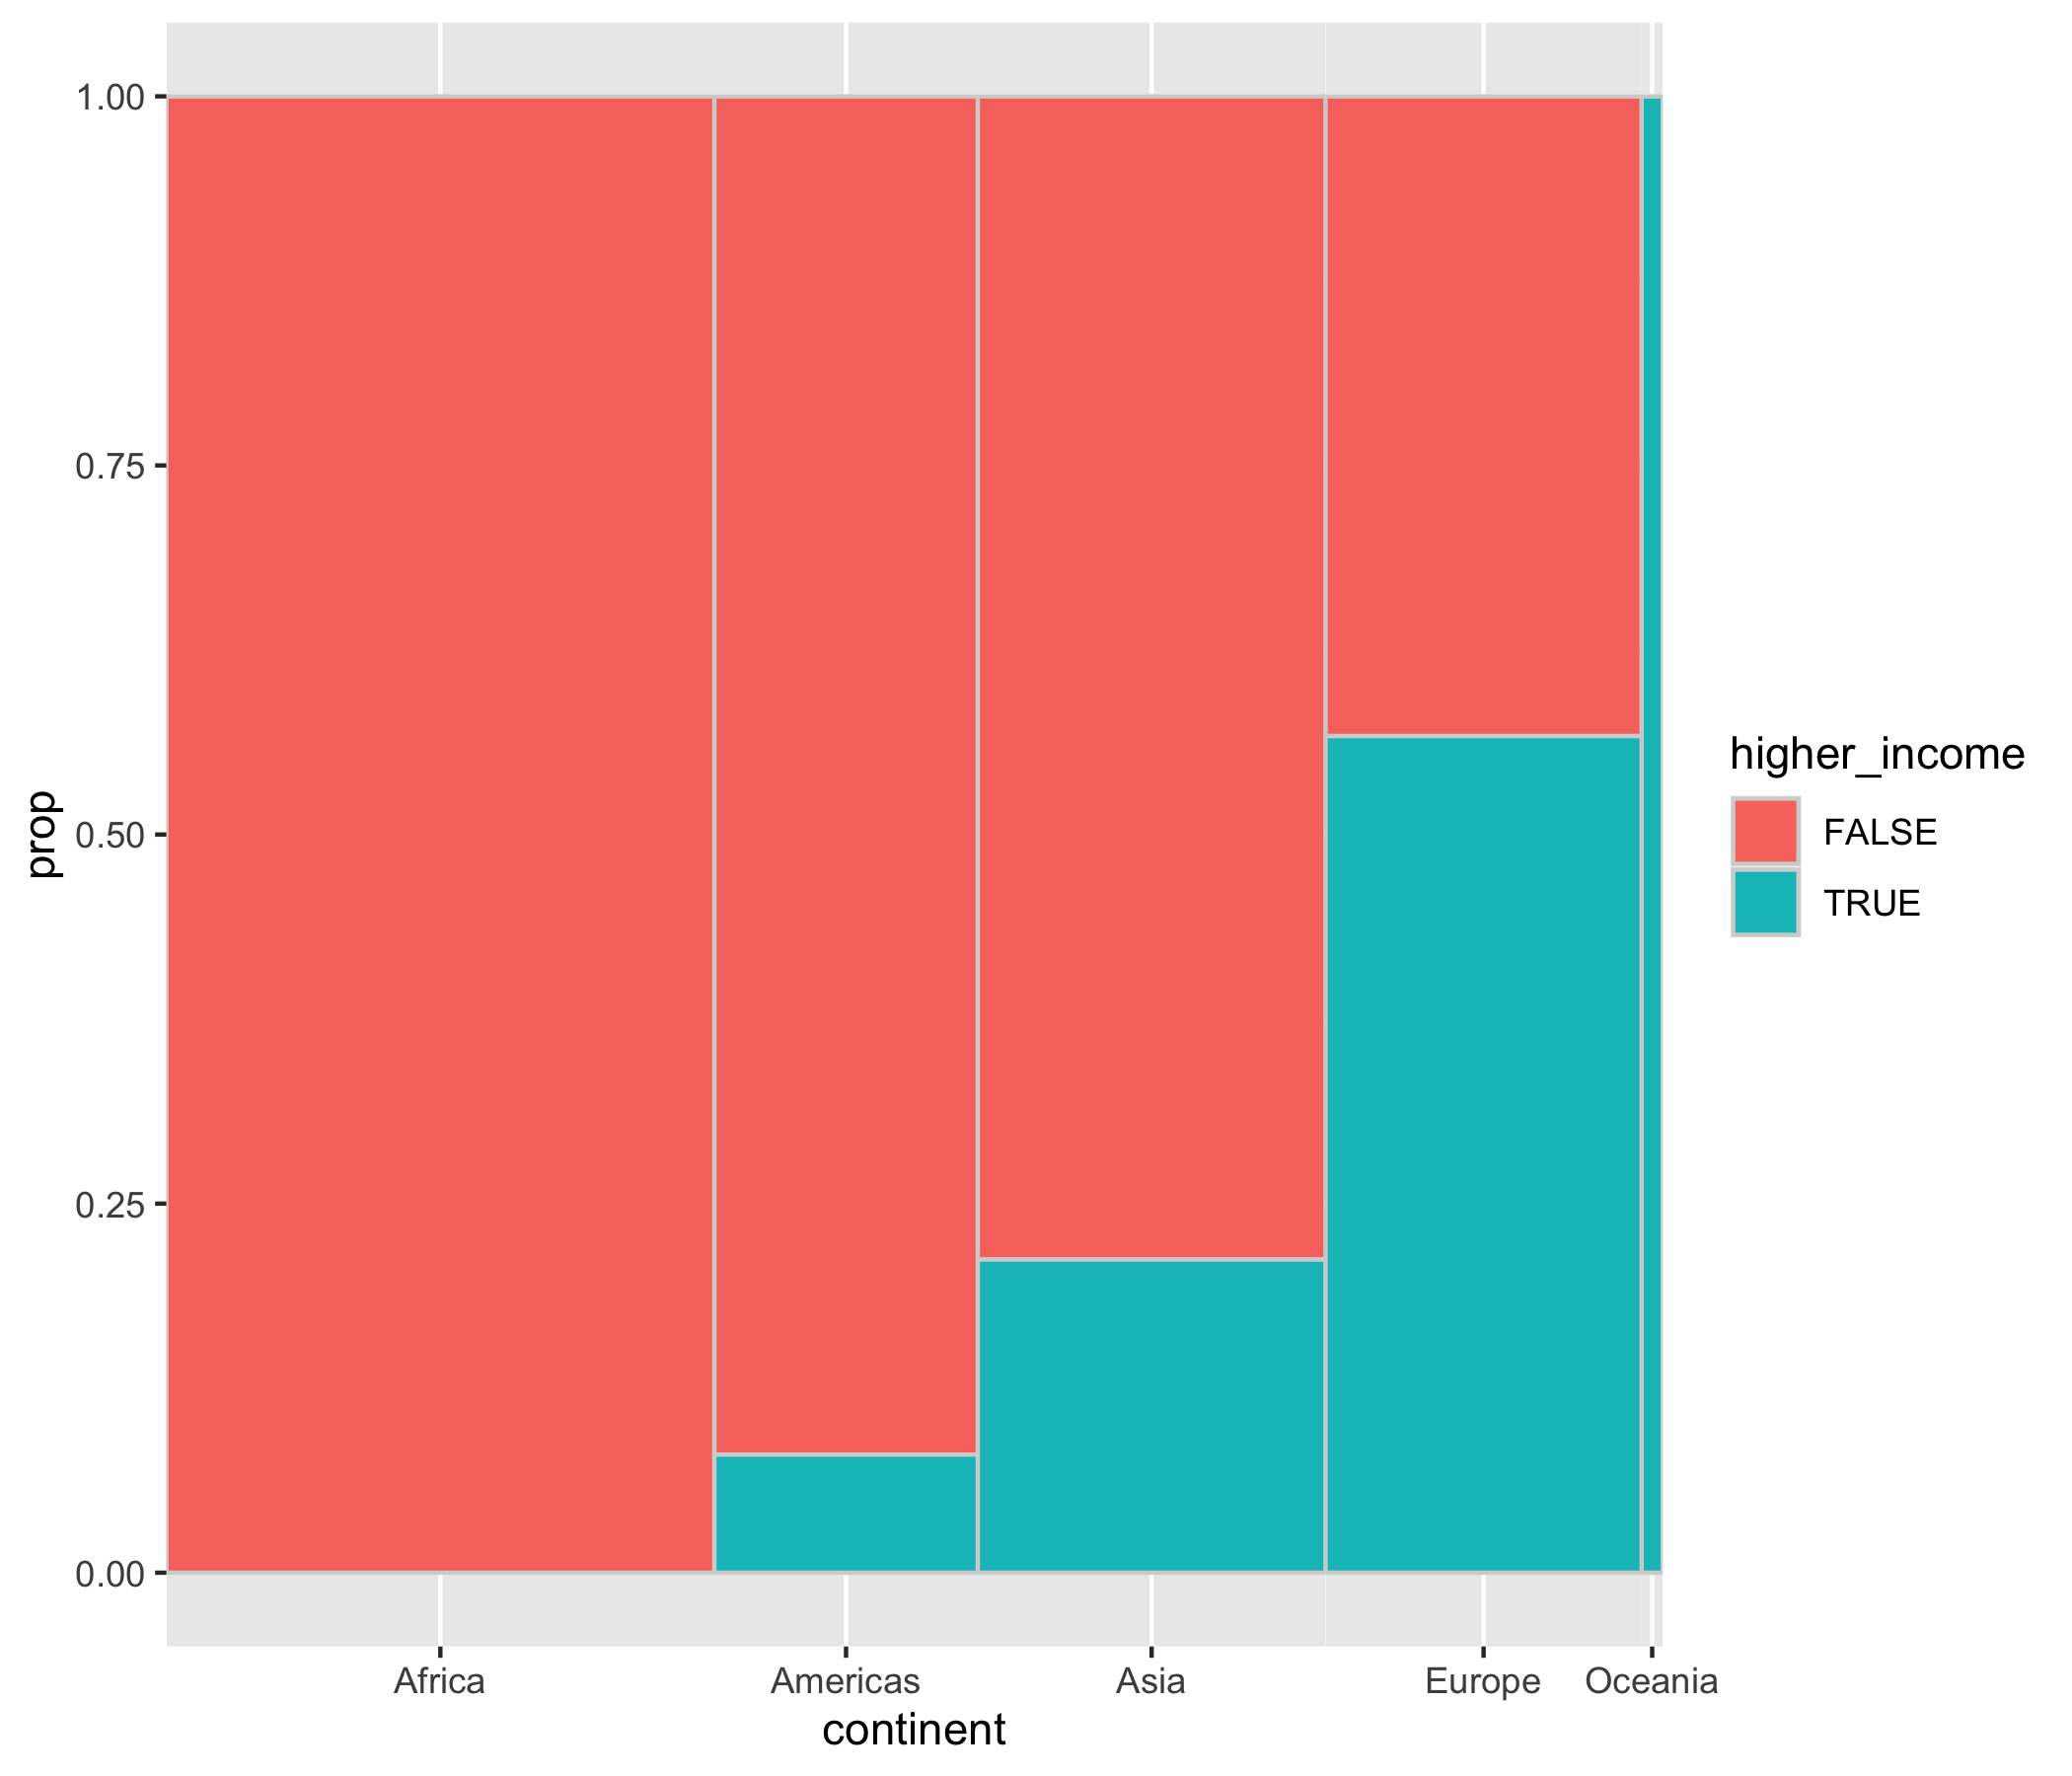 1.00
0.75
0.50
0.25
0.00
prop
Africa Americas Asia Europe Oceania
continent
higher_income
FALSE
TRUE